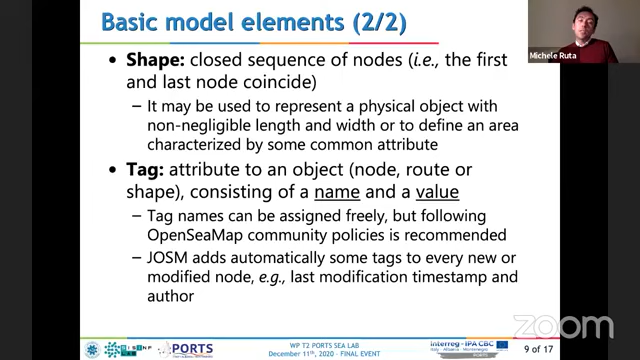 Basic model elements (2/2)
• Shape: closed sequence of nodes (i.e., the first
and last node coincide)
– It may be used to represent a physical object with
non-negligible length and width or to define an area
characterized by some common attribute
• Tag: attribute to an object (node, route or
shape), consisting of a name and a value
– Tag names can be assigned freely, but following
OpenSeaMap community policies is recommended
– JOSM adds automatically some tags to every new or
modified node, e.g., last modification timestamp and
author
Michele Ruta
PORTS
WP T2 PORTS SEA LAB
December 11th, 2020 - FINAL EVENT
Interreg - IPA CBC
Italy - Albania - Montenegro
PORTS
9 of 17
zoom